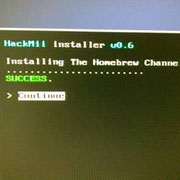 HackMii installer v0.6
Installing The Homebrew Channe
SUCCESS.
> Continue